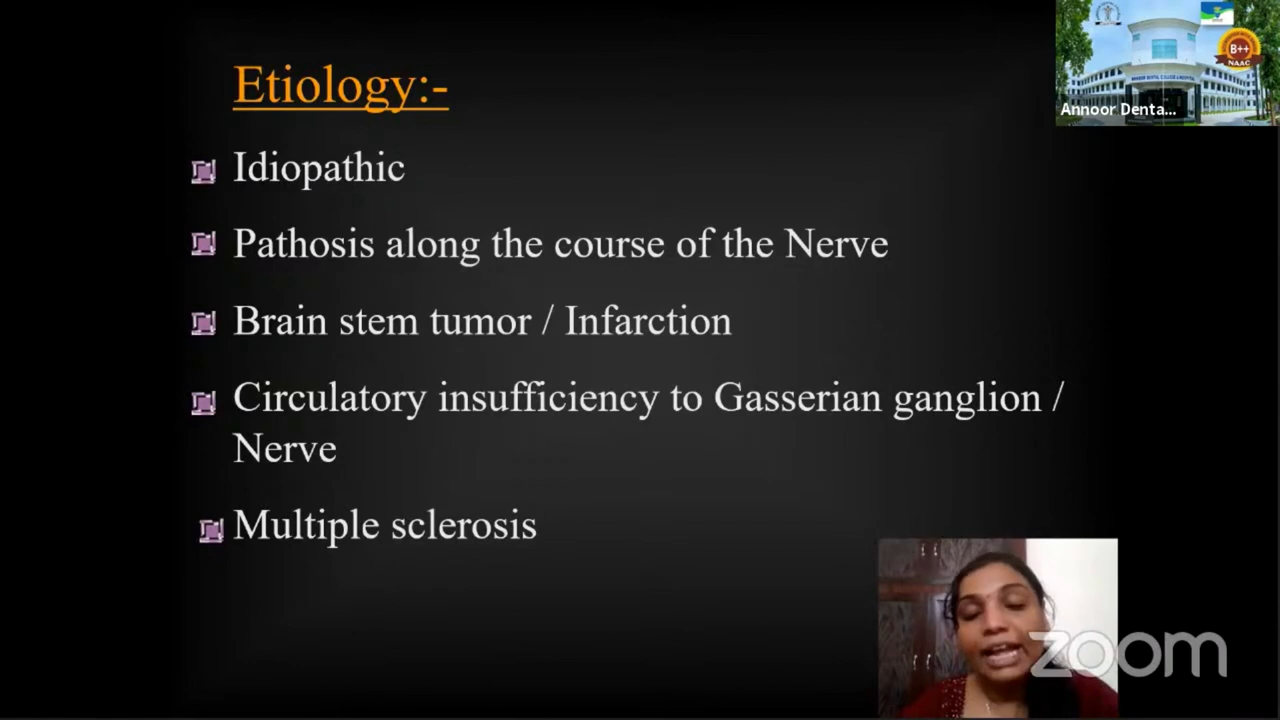 Etiology:-
Idiopathic
Pathosis along the course of the Nerve
Brain stem tumor / Infarction
Circulatory insufficiency to Gasserian ganglion /
Nerve
Multiple sclerosis
B++
NAAC
Annoor Denta...
zoom